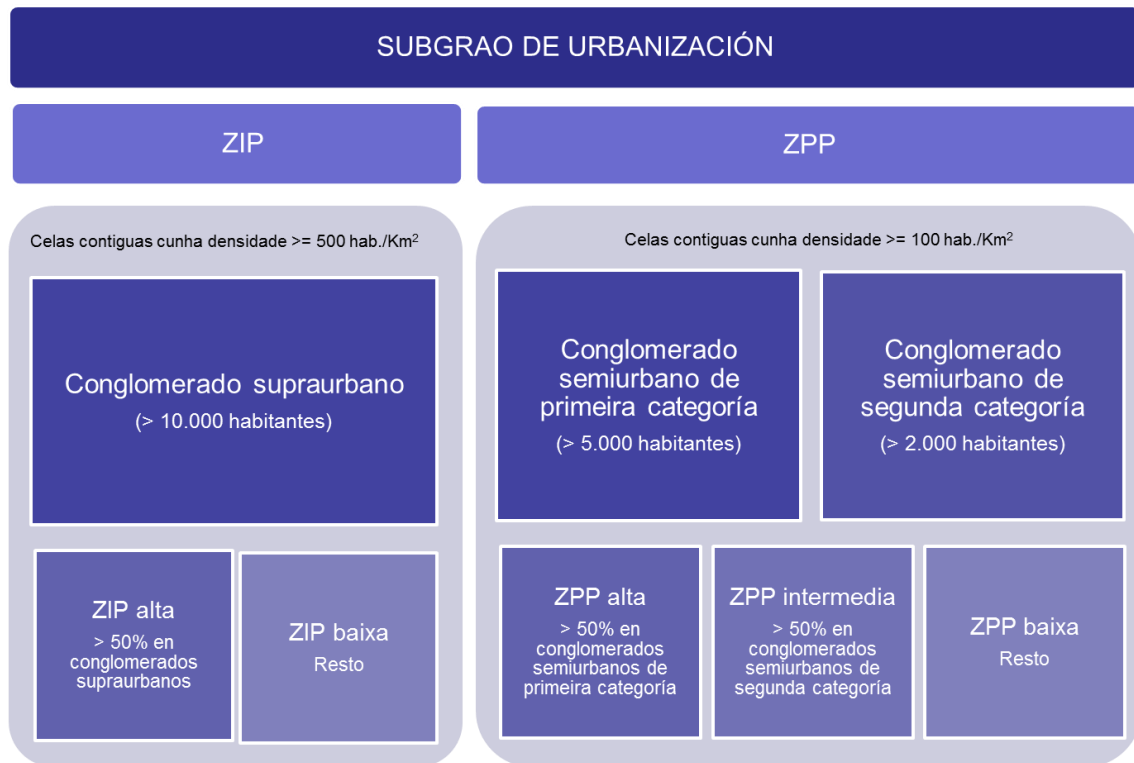 SUBGRAO DE URBANIZACIÓN
ZIP
ZPP
Celas contiguas cunha densidade >= 500 hab./Km²
Conglomerado supraurbano
(> 10.000 habitantes)
ZIP alta
> 50% en
conglomerados
supraurbanos
ZIP baixa
Resto
Celas contiguas cunha densidade >= 100 hab./Km²
Conglomerado
semiurbano de
primeira categoría
(> 5.000 habitantes)
Conglomerado
semiurbano de
segunda categoría
(> 2.000 habitantes)
ZPP alta
> 50% en
conglomerados
semiurbanos de
primeira categoría
ZPP intermedia
> 50% en
conglomerados
semiurbanos de
segunda categoría
ZPP baixa
Resto